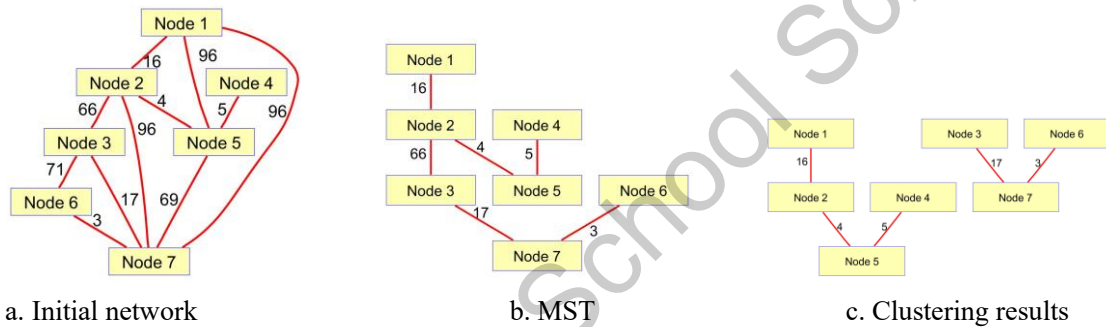 Node 1
16
96
Node 2
Node 4
66
4
5
96
96
Node 3
Node 5
71
17
69
Node 6
3
Node 7
a. Initial network
Node 1
16
Node 2
Node 4
66
4
5
Node 3
Node 5
Node 6
17
3
Node 7
b. MST
Node 1
Node 3
Node 6
16
17
3
Node 2
Node 4
Node 7
4
5
Node 5
c. Clustering results
School